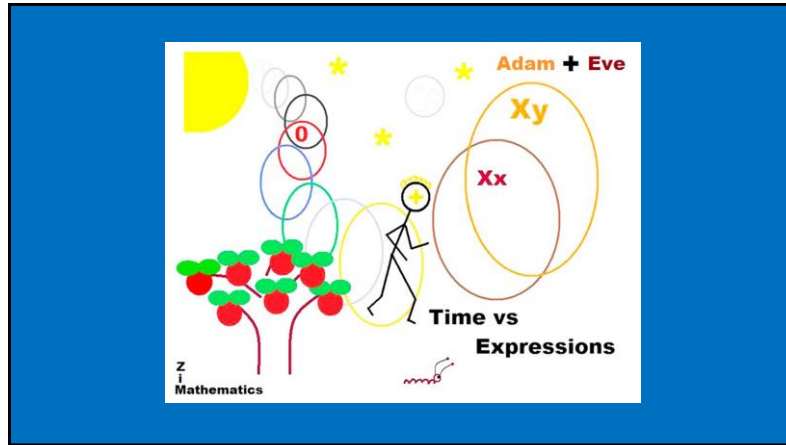 Adam + Eve
Xy
0
Xx
Time vs
Expressions
Z
i
Mathematics